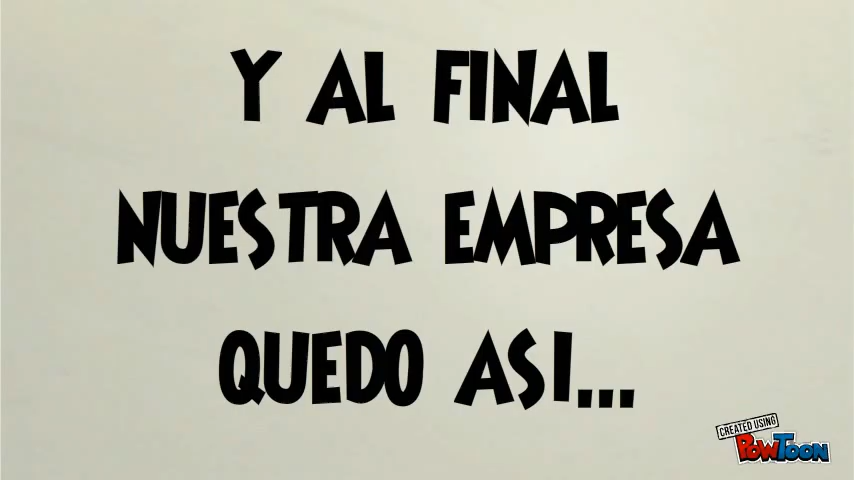 Y AL FINAL
NUESTRA EMPRESA
QUEDO ASI...
CREATED USING
POWTOON